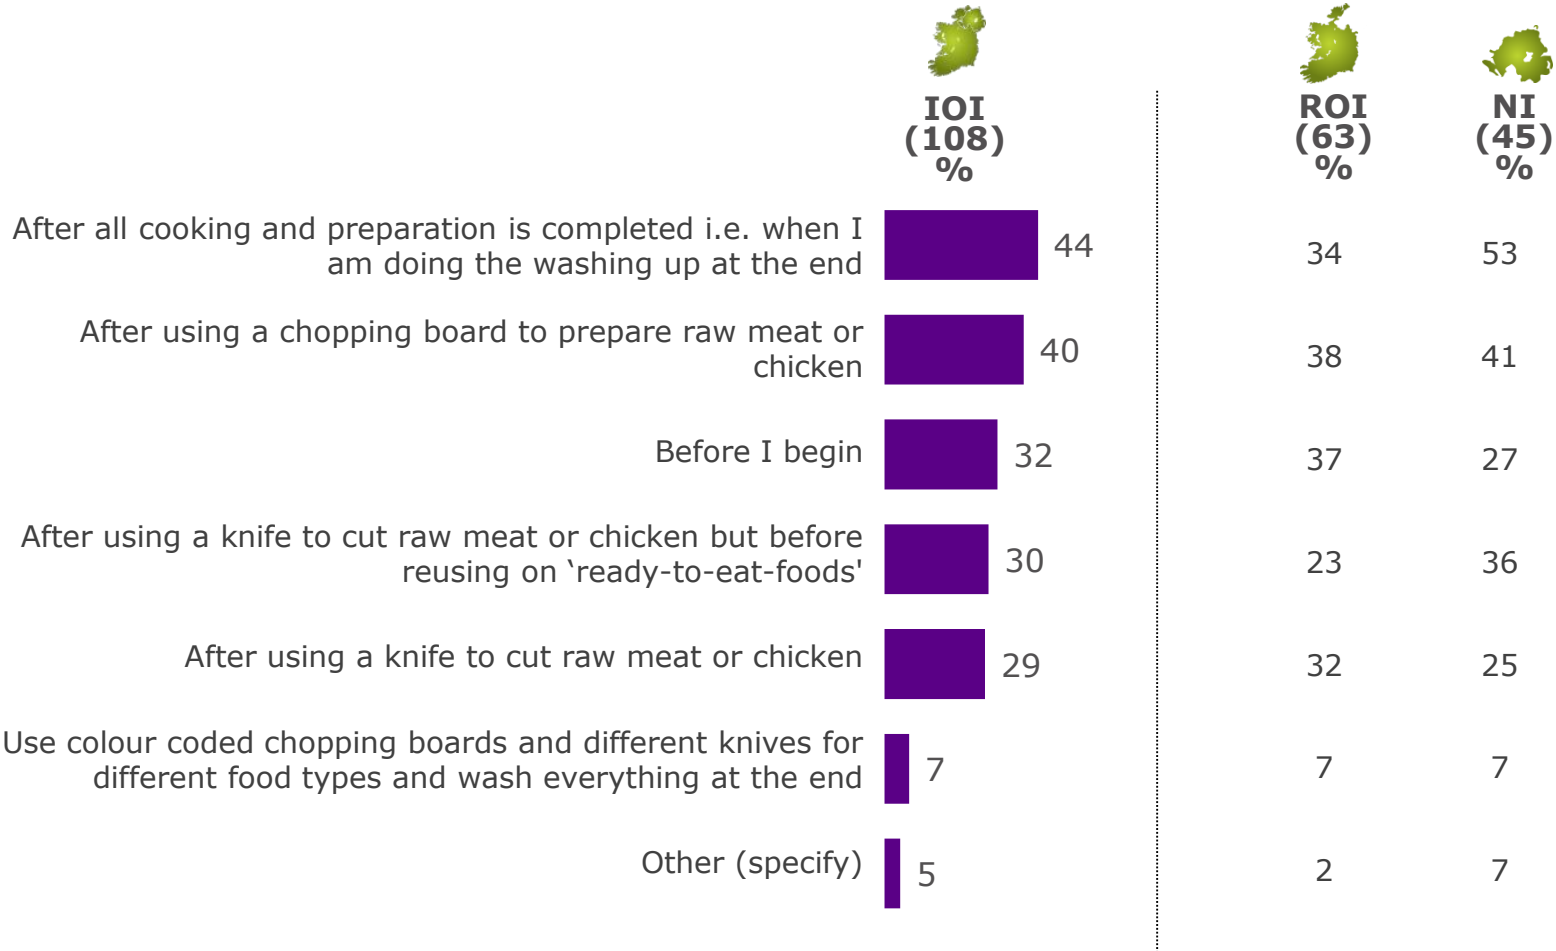 IOI
(108)
%
ROI
(63)
%
NI
(45)
%
After all cooking and preparation is completed i.e. when I
am doing the washing up at the end
44
34
53
After using a chopping board to prepare raw meat or
chicken
40
38
41
Before I begin
32
37
27
After using a knife to cut raw meat or chicken but before
reusing on ‘ready-to-eat-foods'
30
23
36
After using a knife to cut raw meat or chicken
29
32
25
Use colour coded chopping boards and different knives for
different food types and wash everything at the end
7
7
7
Other (specify)
5
2
7